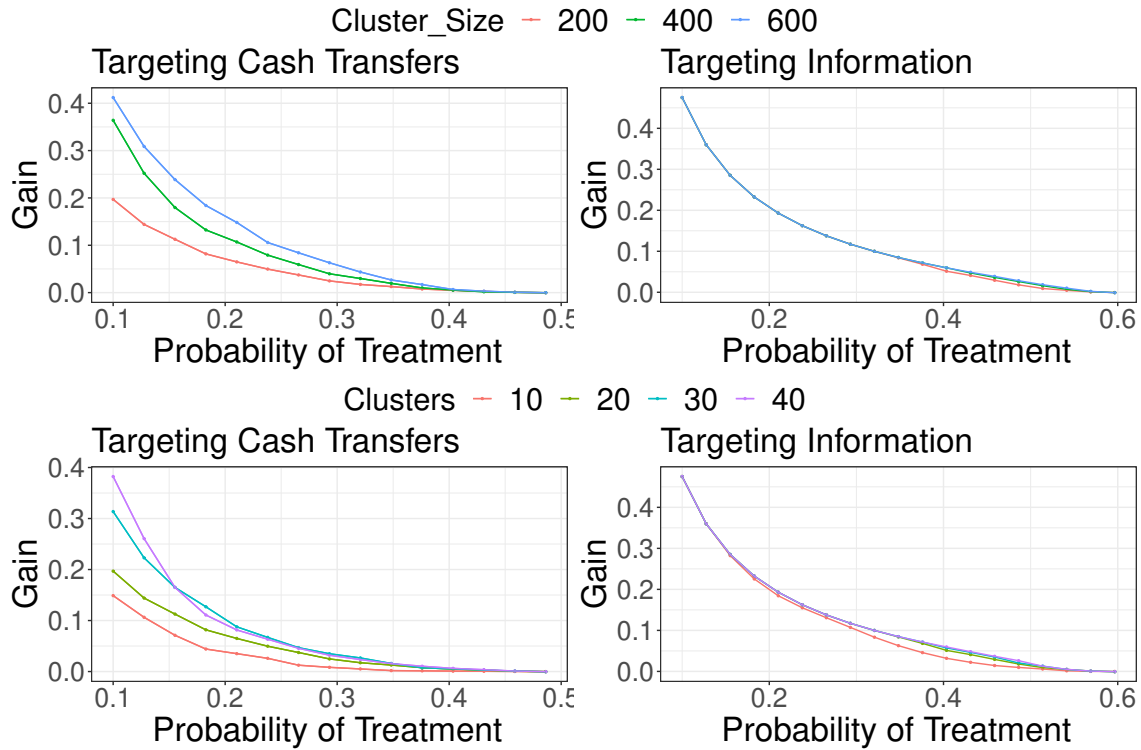 Cluster_Size 200 400 600
Targeting Cash Transfers
Gain
0.4
0.3
0.2
0.1
0.0
0.1 0.2 0.3 0.4 0.5
Probability of Treatment
Targeting Information
Gain
0.4
0.3
0.2
0.1
0.0
0.2 0.4 0.6
Probability of Treatment
Clusters 10 20 30 40
Targeting Cash Transfers
Gain
0.4
0.3
0.2
0.1
0.0
0.1 0.2 0.3 0.4 0.5
Probability of Treatment
Targeting Information
Gain
0.4
0.3
0.2
0.1
0.0
0.2 0.4 0.6
Probability of Treatment